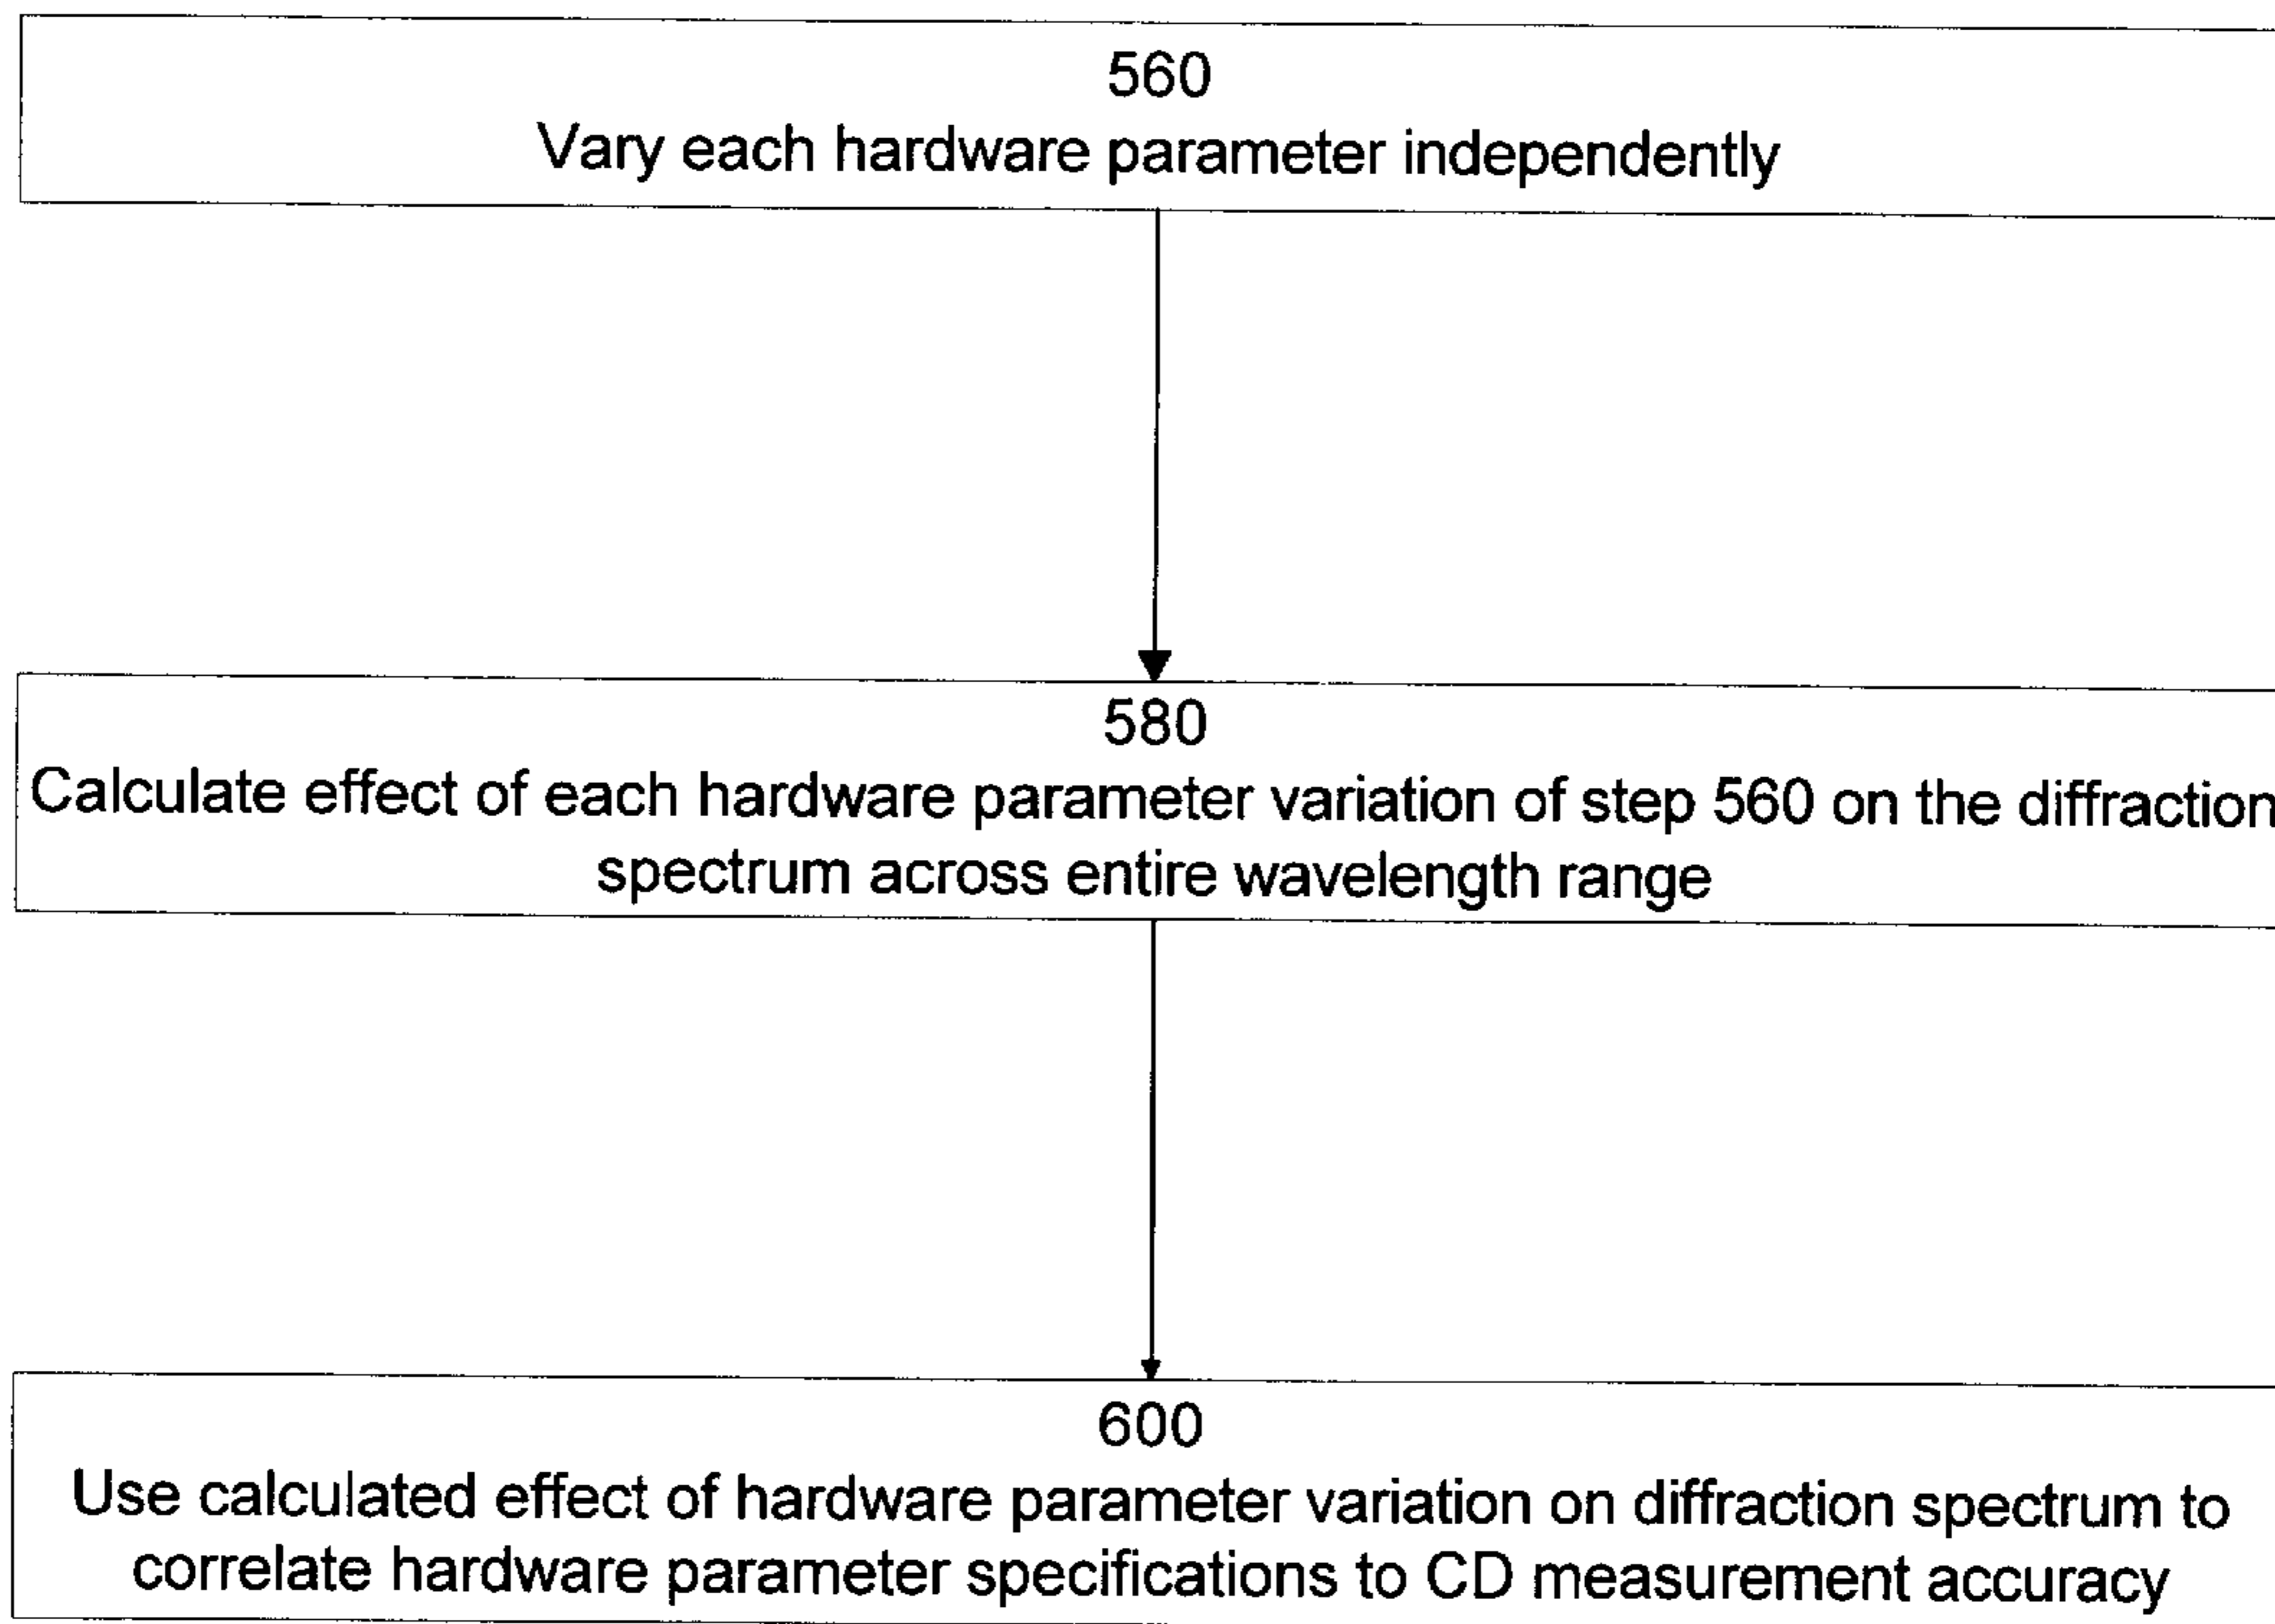 560
Vary each hardware parameter independently
580
Calculate effect of each hardware parameter variation of step 560 on the diffraction
spectrum across entire wavelength range
600
Use calculated effect of hardware parameter variation on diffraction spectrum to
correlate hardware parameter specifications to CD measurement accuracy